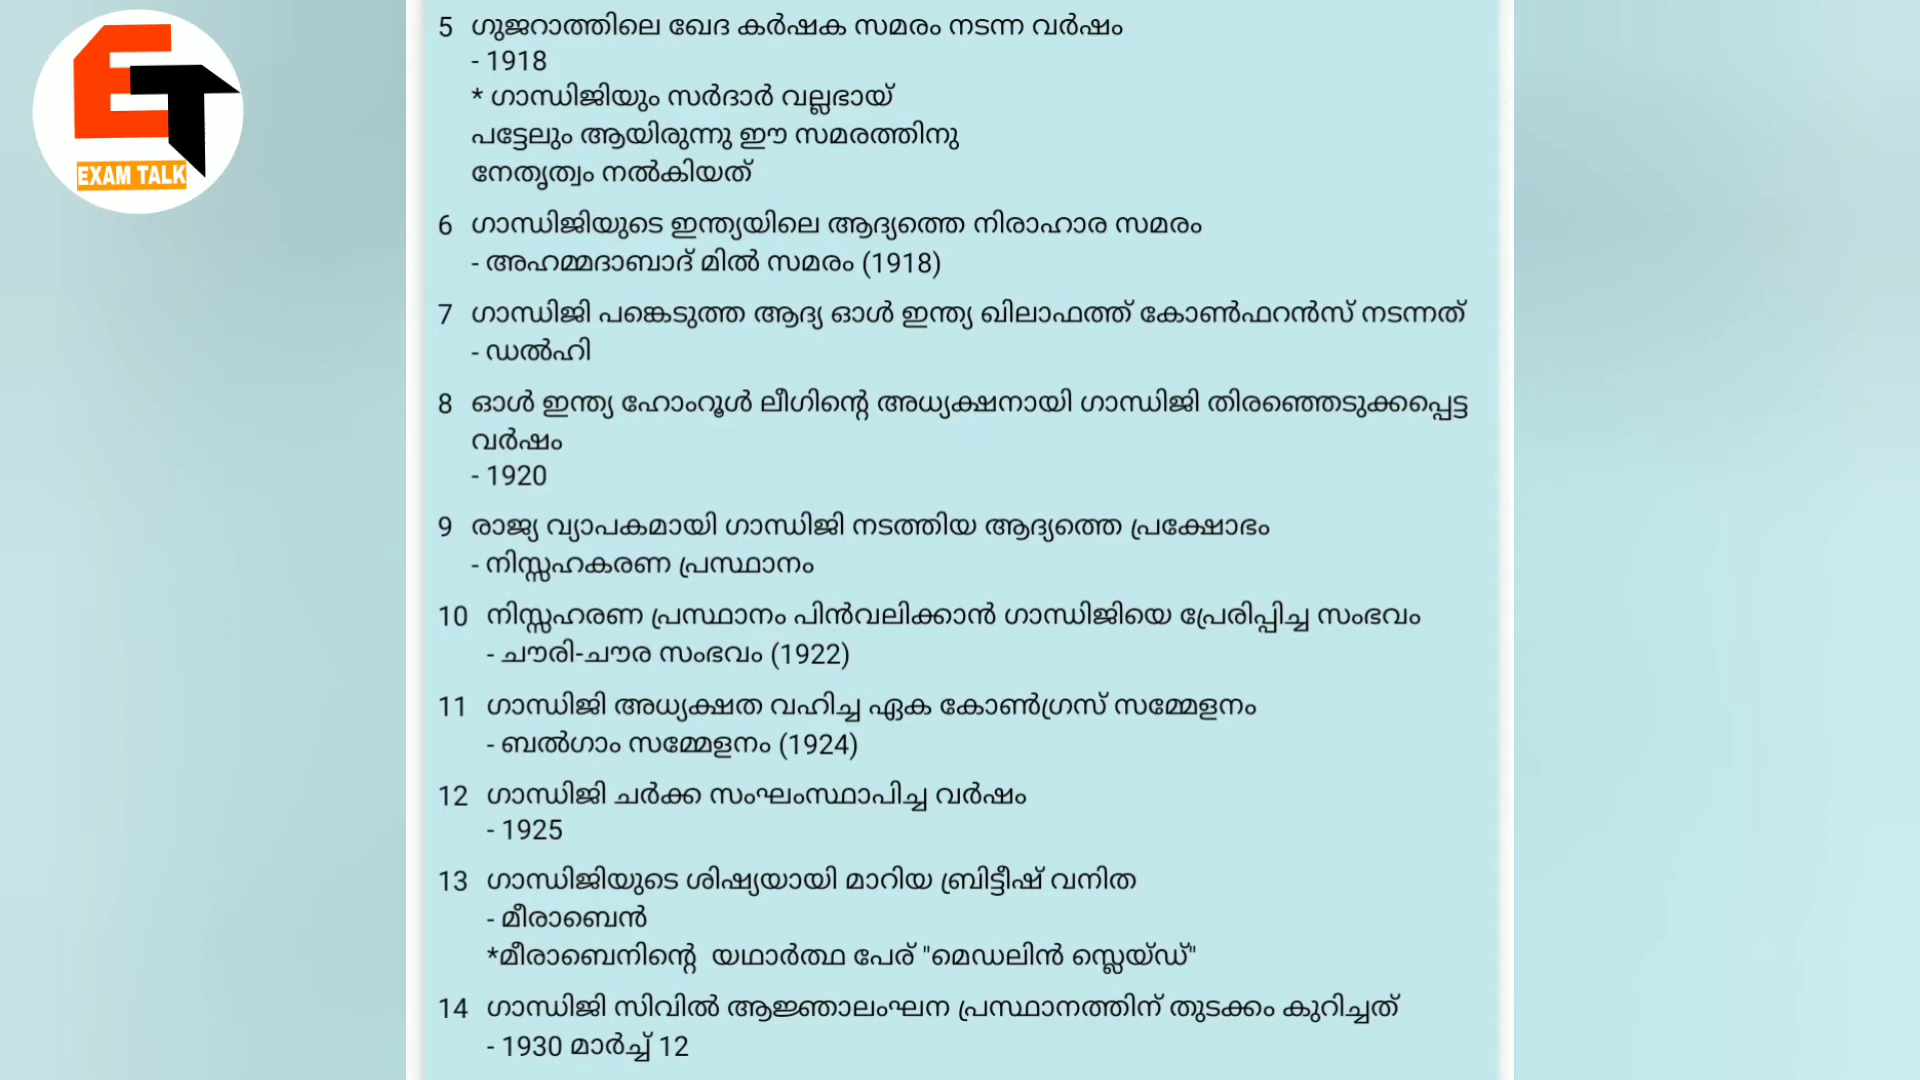 EXAM TALK
5 ഗുജറാത്തിലെ ഖേദ കർഷക സമരം നടന്ന വർഷം
- 1918
* ഗാന്ധിജിയും സർദാർ വല്ലഭായ്
പട്ടേലും ആയിരുന്നു ഈ സമരത്തിനു
നേതൃത്വം നൽകിയത്
6 ഗാന്ധിജിയുടെ ഇന്ത്യയിലെ ആദ്യത്തെ നിരാഹാര സമരം
- അഹമ്മദാബാദ് മിൽ സമരം (1918)
7 ഗാന്ധിജി പങ്കെടുത്ത ആദ്യ ഓൾ ഇന്ത്യ ഖിലാഫത്ത് കോൺഫറൻസ് നടന്നത്
- ഡൽഹി
8 ഓൾ ഇന്ത്യ ഹോംറൂൾ ലീഗിന്റെ അധ്യക്ഷനായി ഗാന്ധിജി തിരഞ്ഞെടുക്കപ്പെട്ട
വർഷം
- 1920
9 രാജ്യ വ്യാപകമായി ഗാന്ധിജി നടത്തിയ ആദ്യത്തെ പ്രക്ഷോഭം
- നിസ്സഹകരണ പ്രസ്ഥാനം
10 നിസ്സഹരണ പ്രസ്ഥാനം പിൻവലിക്കാൻ ഗാന്ധിജിയെ പ്രേരിപ്പിച്ച സംഭവം
- ചൗരി-ചൗര സംഭവം (1922)
11 ഗാന്ധിജി അധ്യക്ഷത വഹിച്ച ഏക കോൺഗ്രസ് സമ്മേളനം
- ബൽഗാം സമ്മേളനം (1924)
12 ഗാന്ധിജി ചർക്ക സംഘംസ്ഥാപിച്ച വർഷം
- 1925
13 ഗാന്ധിജിയുടെ ശിഷ്യയായി മാറിയ ബ്രിട്ടീഷ് വനിത
- മീരാബെൻ
*മീരാബെനിന്റെ യഥാർത്ഥ പേര് "മെഡലിൻ സ്ലെയ്ഡ്"
14 ഗാന്ധിജി സിവിൽ ആജ്ഞാലംഘന പ്രസ്ഥാനത്തിന് തുടക്കം കുറിച്ചത്
- 1930 മാർച്ച് 12